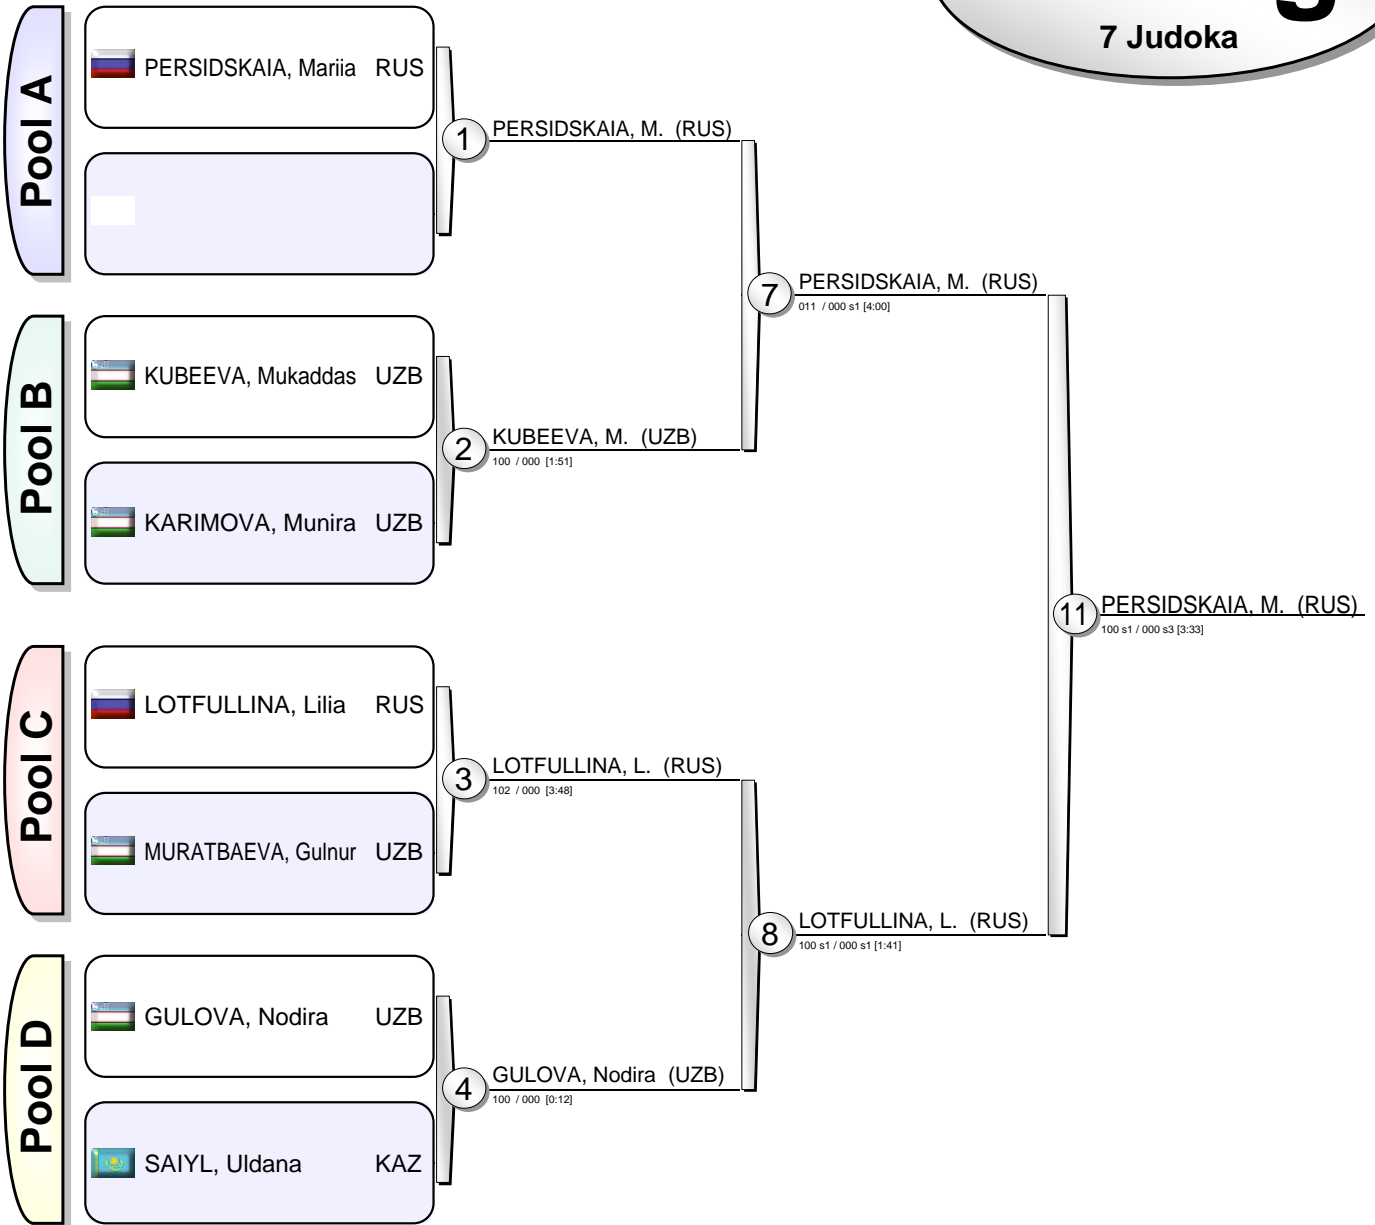 7 Judoka
Pool A
PERSIDSKAIA, Mariia RUS
1
PERSIDSKAIA, M. (RUS)
7
PERSIDSKAIA, M. (RUS)
011 / 000 s1 [4:00]
Pool B
KUBEEVA, Mukaddas UZB
2
KUBEEVA, M. (UZB)
100 / 000 [1:51]
KARIMOVA, Munira UZB
11
PERSIDSKAIA, M. (RUS)
100 s1 / 000 s3 [3:33]
Pool C
LOTFULLINA, Lilia RUS
3
LOTFULLINA, L. (RUS)
102 / 000 [3:48]
MURATBAEVA, Gulnur UZB
8
LOTFULLINA, L. (RUS)
100 s1 / 000 s1 [1:41]
Pool D
GULOVA, Nodira UZB
4
GULOVA, Nodira (UZB)
100 / 000 [0:12]
SAIYL, Uldana KAZ